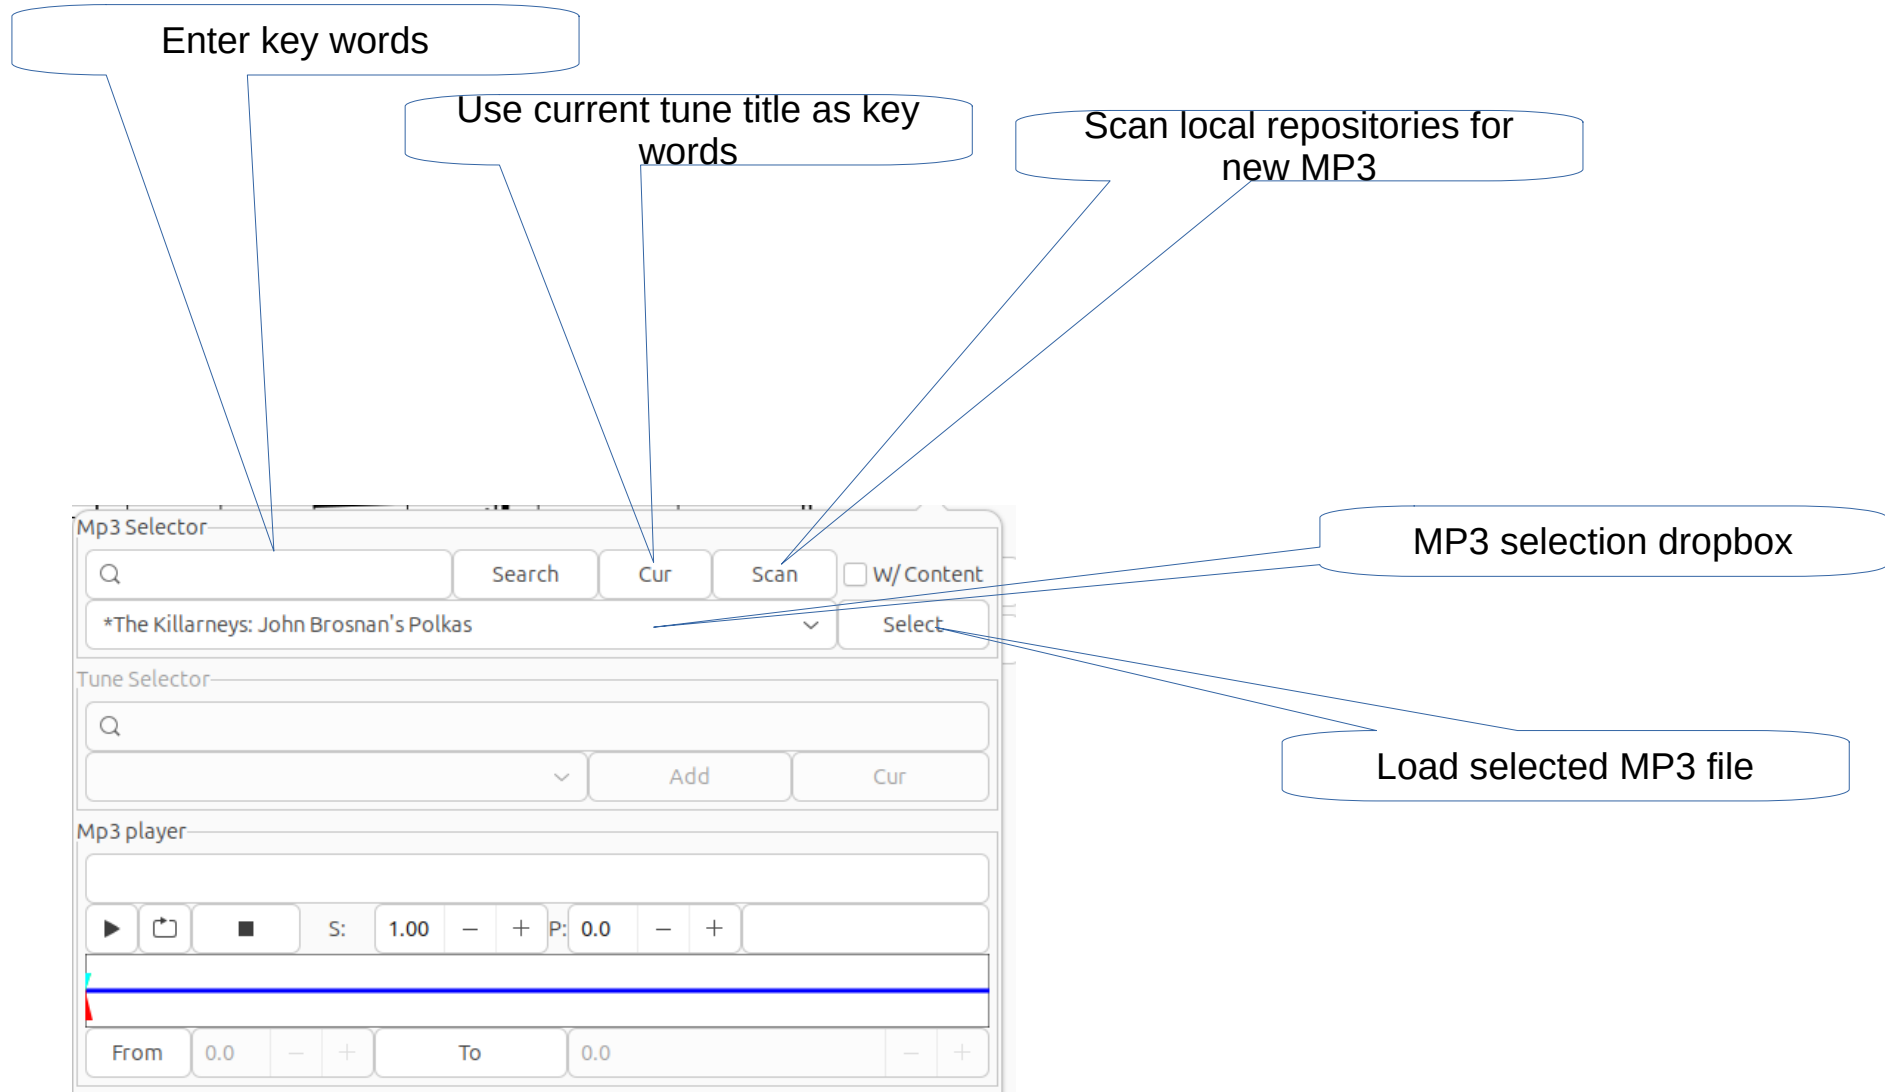 Enter key words
Use current tune title as key
words
Scan local repositories for
new MP3
Mp3 Selector
Search
Cur
Scan
W/ Content
MP3 selection dropbox
*The Killarneys: John Brosnan's Polkas
Select
Tune Selector
Add
Cur
Load selected MP3 file
Mp3 player
S:
1.00
−
+
P:
0.0
−
+
From
0.0
−
+
To
0.0
−
+